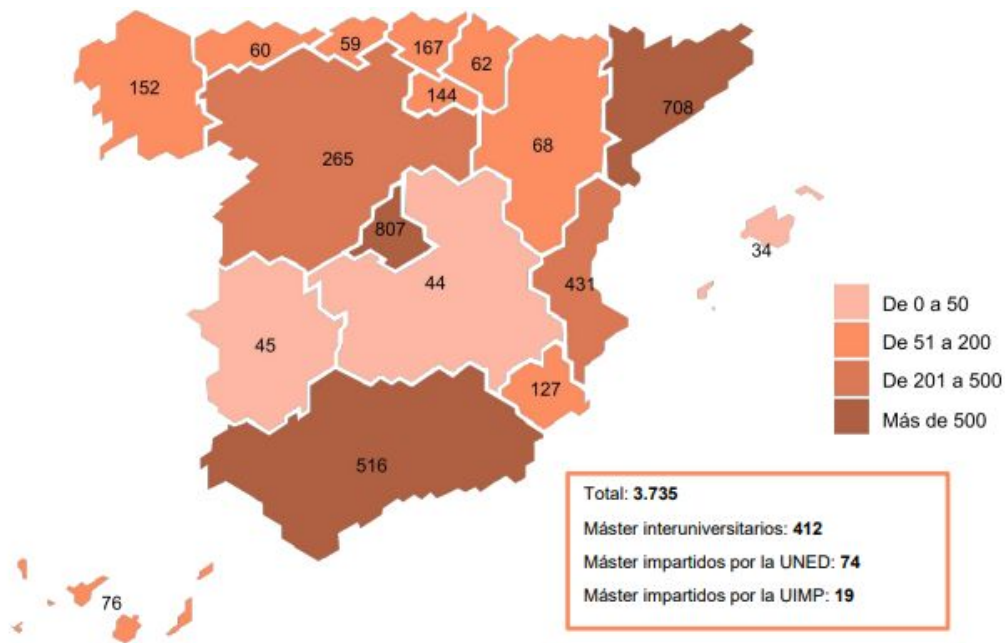 60
59
167
62
152
144
708
68
265
807
34
44
431
45
127
516
76
De 0 a 50
De 51 a 200
De 201 a 500
Más de 500
Total: 3.735
Máster interuniversitarios: 412
Máster impartidos por la UNED: 74
Máster impartidos por la UIMP: 19